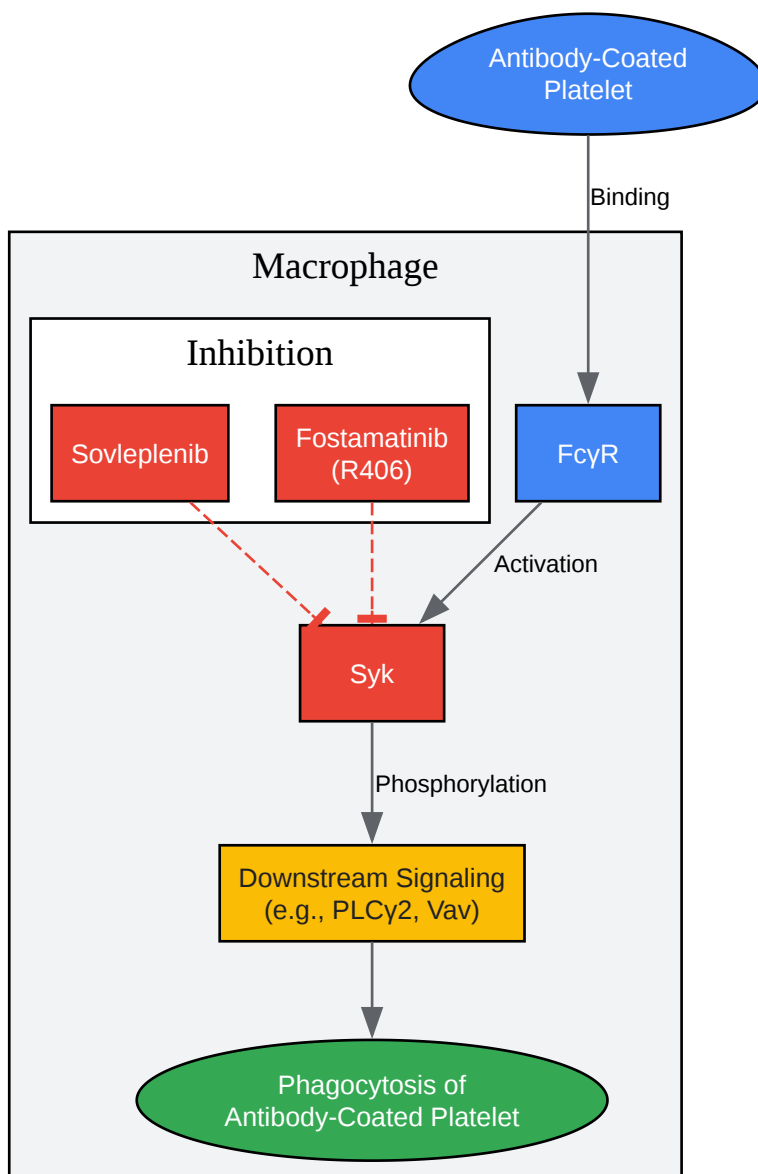 Antibody-Coated
Platelet
Binding
Macrophage
Inhibition
Sovleplenib
Fostamatinib
(R406)
FcγR
Activation
Syk
Phosphorylation
Downstream Signaling
(e.g., PLCγ2, Vav)
Phagocytosis of
Antibody-Coated Platelet